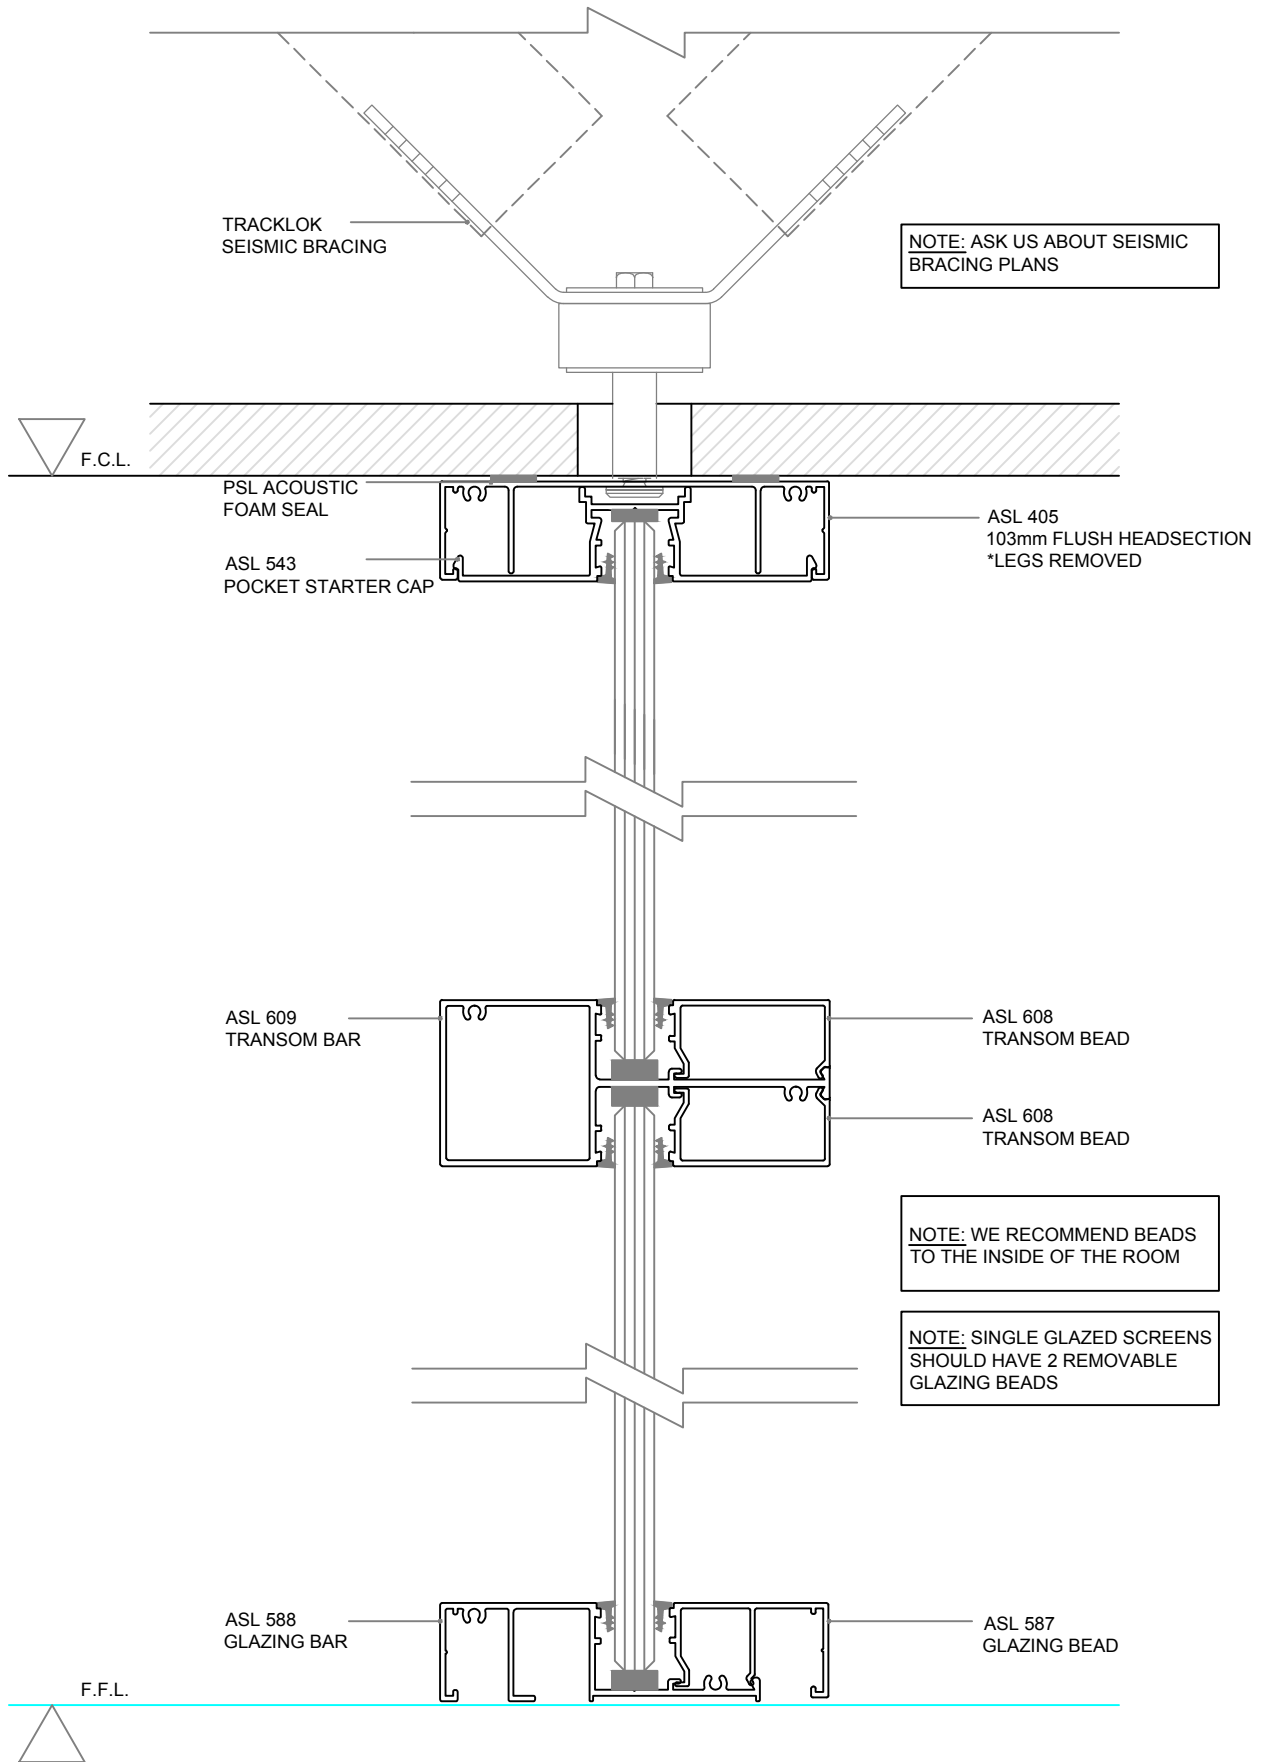 TRACKLOK
SEISMIC BRACING
NOTE: ASK US ABOUT SEISMIC
BRACING PLANS
F.C.L.
PSL ACOUSTIC
FOAM SEAL
ASL 543
POCKET STARTER CAP
ASL 405
103mm FLUSH HEADSECTION
*LEGS REMOVED
ASL 609
TRANSOM BAR
ASL 608
TRANSOM BEAD
ASL 608
TRANSOM BEAD
NOTE: WE RECOMMEND BEADS
TO THE INSIDE OF THE ROOM
NOTE: SINGLE GLAZED SCREENS
SHOULD HAVE 2 REMOVABLE
GLAZING BEADS
ASL 588
GLAZING BAR
ASL 587
GLAZING BEAD
F.F.L.